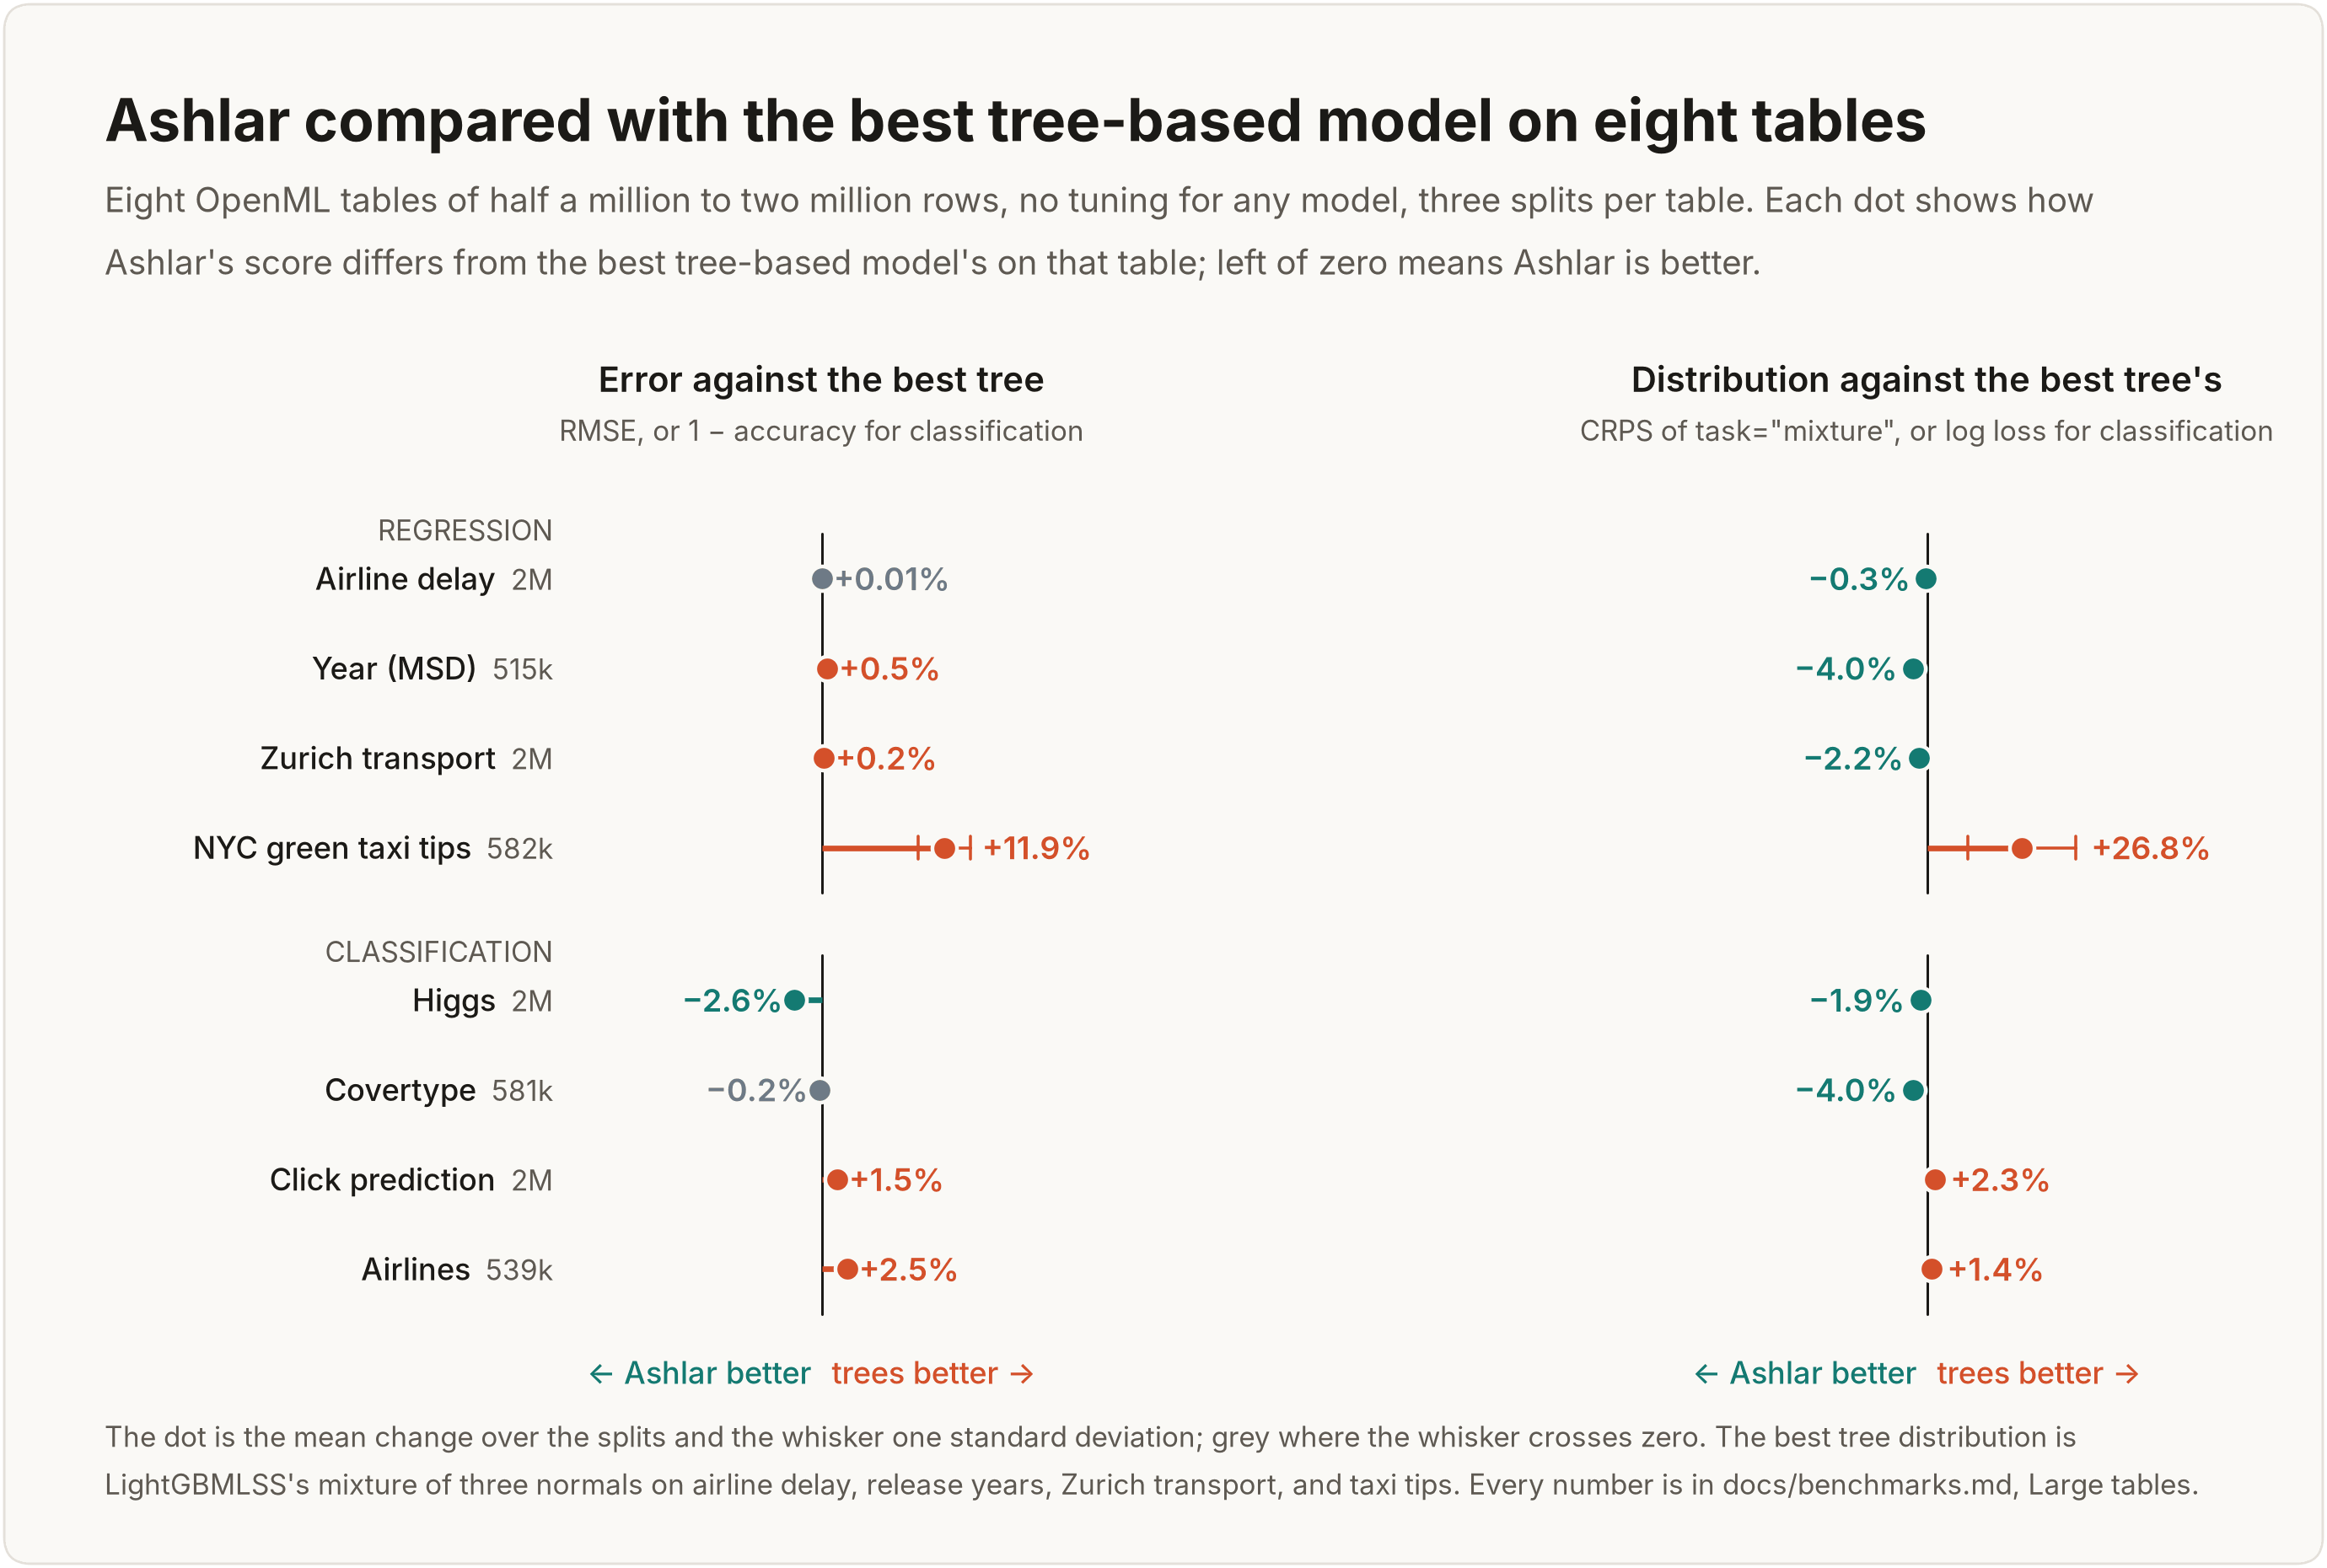 Ashlar compared with the best tree-based model on eight tables
Eight OpenML tables of half a million to two million rows, no tuning for any model, three splits per table. Each dot shows how
Ashlar's score differs from the best tree-based model's on that table; left of zero means Ashlar is better.
Error against the best tree
RMSE, or 1 – accuracy for classification
Distribution against the best tree's
CRPS of task="mixture", or log loss for classification
REGRESSION
Airline delay 2M +0.01% −0.3%
Year (MSD) 515k +0.5% −4.0%
Zurich transport 2M +0.2% −2.2%
NYC green taxi tips 582k +11.9% +26.8%
CLASSIFICATION
Higgs 2M −2.6% −1.9%
Covertype 581k −0.2% −4.0%
Click prediction 2M +1.5% +2.3%
Airlines 539k +2.5% +1.4%
← Ashlar better trees better → ← Ashlar better trees better →
The dot is the mean change over the splits and the whisker one standard deviation; grey where the whisker crosses zero. The best tree distribution is
LightGBMLSS's mixture of three normals on airline delay, release years, Zurich transport, and taxi tips. Every number is in docs/benchmarks.md, Large tables.